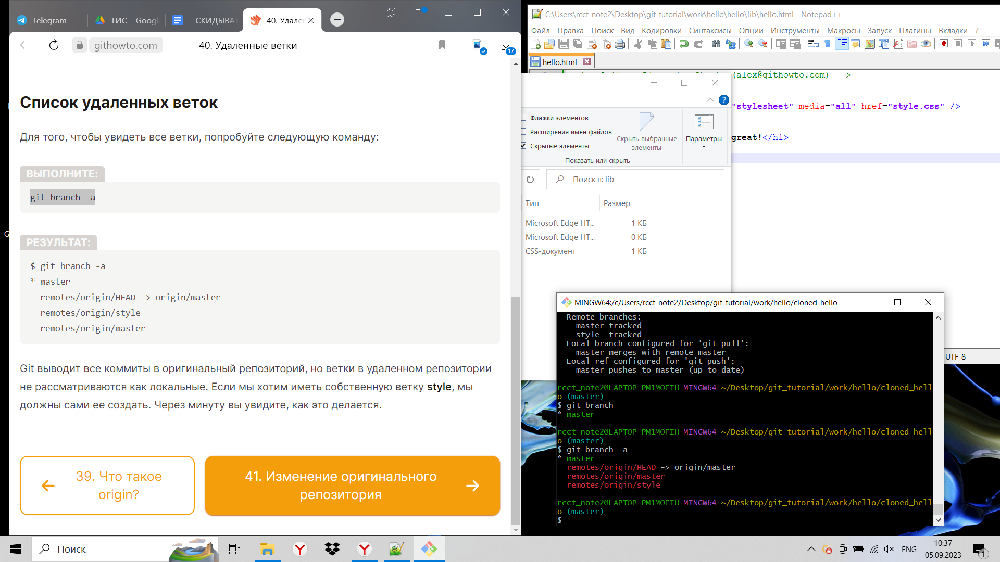 Telegram
ТИС – Googl
__СКИДЫВАТ
40. Удален
githowto.com
40. Удаленные ветки
17
Список удаленных веток
Для того, чтобы увидеть все ветки, попробуйте следующую команду:
ВЫПОЛНИТЕ:
git branch -a
РЕЗУЛЬТАТ:
$ git branch -a
* master
remotes/origin/HEAD -> origin/master
remotes/origin/style
remotes/origin/master
Git выводит все коммиты в оригинальный репозиторий, но ветки в удаленном репозитории
не рассматриваются как локальные. Если мы хотим иметь собственную ветку style, мы
должны сами ее создать. Через минуту вы увидите, как это делается.
39. Что такое
origin?
41. Изменение оригинального
репозитория
C:\Users\rcct_note2\Desktop\git_tutorial\work\hello\hello\lib\hello.html - Notepad++
Файл Правка Поиск Вид Кодировки Синтаксисы Опции Инструменты Макросы Запуск Плагины Вкладки ?
hello.html
(alex@githowto.com) -->
"stylesheet" media="all" href="style.css" />
great!</h1>
UTF-8
Флажки элементов
Расширения имен файлов
Скрытые элементы
Скрыть выбранные
элементы
Параметры
Показать или скрыть
Поиск в: lib
Тип Размер
Microsoft Edge HT... 1 КБ
Microsoft Edge HT... 0 КБ
CSS-документ 1 КБ
MINGW64:/c/Users/rcct_note2/Desktop/git_tutorial/work/hello/cloned_hello
Remote branches:
master tracked
style  tracked
Local branch configured for 'git pull':
master merges with remote master
Local ref configured for 'git push':
master pushes to master (up to date)
rcct_note2@LAPTOP-PM1MOFIH MINGW64 ~/Desktop/git_tutorial/work/hello/cloned_hell
o (master)
$ git branch
* master
rcct_note2@LAPTOP-PM1MOFIH MINGW64 ~/Desktop/git_tutorial/work/hello/cloned_hell
o (master)
$ git branch -a
* master
remotes/origin/HEAD -> origin/master
remotes/origin/master
remotes/origin/style
rcct_note2@LAPTOP-PM1MOFIH MINGW64 ~/Desktop/git_tutorial/work/hello/cloned_hell
o (master)
$
G
Поиск
ENG
10:37
05.09.2023
1